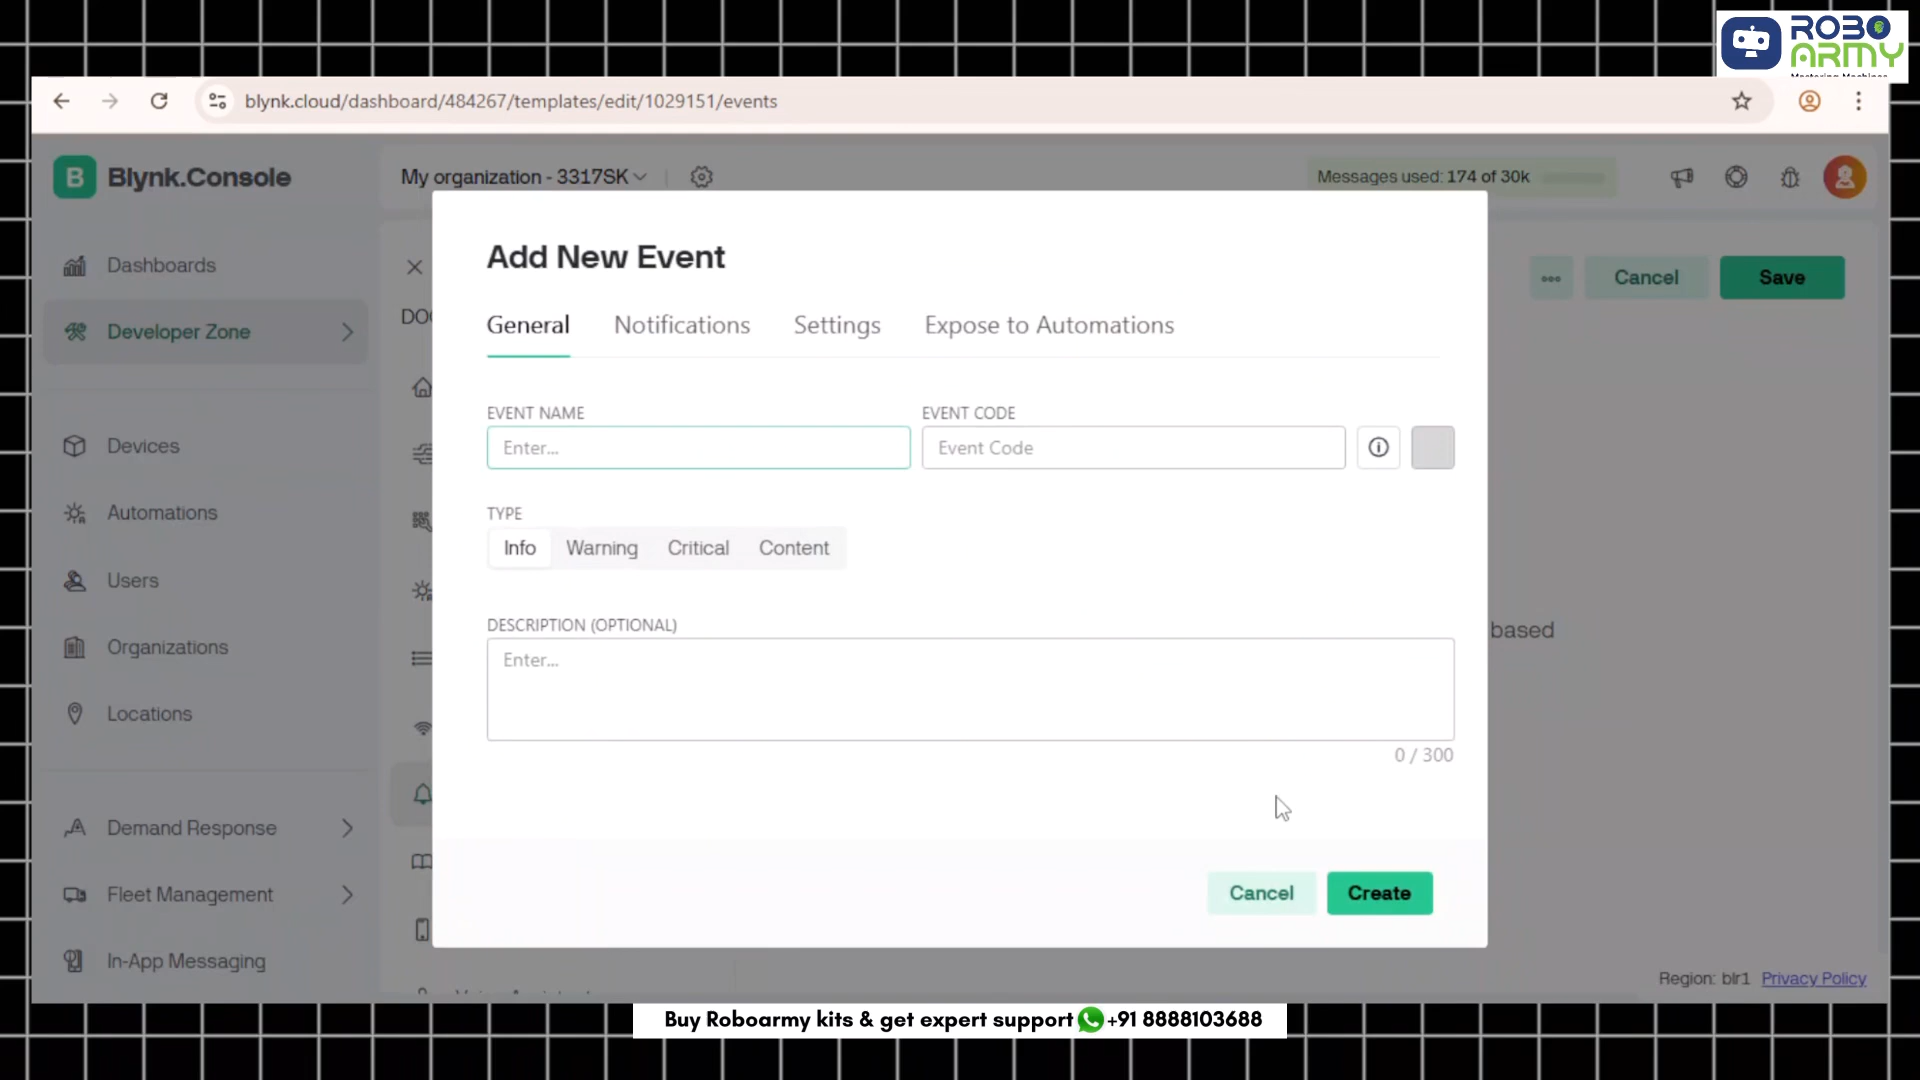 ROBO
ARMY
Mastering Machines
blynk.cloud/dashboard/484267/templates/edit/1029151/events
B Blynk.Console
My organization - 3317SK
Messages used: 174 of 30k
Add New Event
Dashboards
Cancel
Save
Developer Zone
DOO
General
Notifications
Settings
Expose to Automations
EVENT NAME
EVENT CODE
Enter...
Event Code
Devices
TYPE
Automations
Info
Warning
Critical
Content
Users
DESCRIPTION (OPTIONAL)
based
Organizations
Enter...
Locations
0 / 300
Demand Response
Fleet Management
Cancel
Create
In-App Messaging
Region: blr1 Privacy Policy
Buy Roboarmy kits & get expert support +91 8888103688